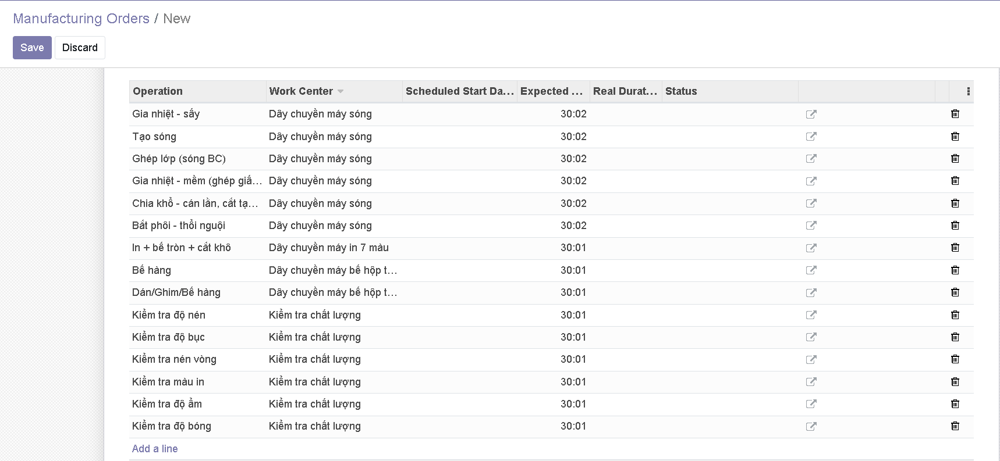 Manufacturing Orders / New
Save Discard
Operation Work Center Scheduled Start Da... Expected ... Real Durat... Status
Gia nhiệt - sấy Dây chuyền máy sóng 30:02
Tạo sóng Dây chuyền máy sóng 30:02
Ghép lớp (sóng BC) Dây chuyền máy sóng 30:02
Gia nhiệt - mềm (ghép giấ... Dây chuyền máy sóng 30:02
Chia khổ - cán lằn, cắt tạ... Dây chuyền máy sóng 30:02
Bắt phôi - thổi nguội Dây chuyền máy sóng 30:02
In + bế tròn + cắt khô Dây chuyền máy in 7 màu 30:01
Bế hàng Dây chuyền máy bế hộp t... 30:01
Dán/Ghim/Bế hàng Dây chuyền máy bế hộp t... 30:01
Kiểm tra độ nén Kiểm tra chất lượng 30:01
Kiểm tra độ bục Kiểm tra chất lượng 30:01
Kiểm tra nén vòng Kiểm tra chất lượng 30:01
Kiểm tra màu in Kiểm tra chất lượng 30:01
Kiểm tra độ ẩm Kiểm tra chất lượng 30:01
Kiểm tra độ bóng Kiểm tra chất lượng 30:01
Add a line